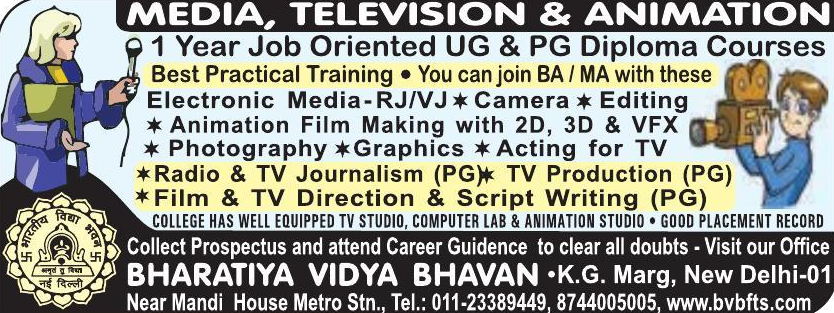 MEDIA, TELEVISION & ANIMATION
1 Year Job Oriented UG & PG Diploma Courses
Best Practical Training • You can join BA / MA with these
Electronic Media-RJ/VJ ✶ Camera ✶ Editing
✶ Animation Film Making with 2D, 3D & VFX
✶ Photography ✶Graphics ✶Acting for TV
✶Radio & TV Journalism (PG)✶ TV Production (PG)
✶Film & TV Direction & Script Writing (PG)
COLLEGE HAS WELL EQUIPPED TV STUDIO, COMPUTER LAB & ANIMATION STUDIO • GOOD PLACEMENT RECORD
भारतीय विद्या भवन
अमृतं तु विद्या
नई दिल्ली
Collect Prospectus and attend Career Guidence to clear all doubts - Visit our Office
BHARATIYA VIDYA BHAVAN •K.G. Marg, New Delhi-01
Near Mandi House Metro Stn., Tel.: 011-23389449, 8744005005, www.bvbfts.com